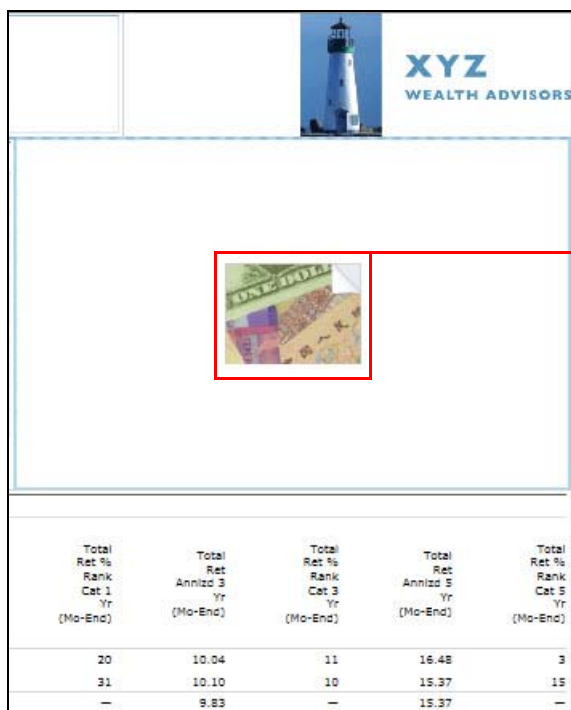 XYZ
WEALTH ADVISORS
ONE DOLL
Total Ret % Rank Cat 1 Yr (Mo-End)
Total Ret Annlzd 3 Yr (Mo-End)
Total Ret % Rank Cat 3 Yr (Mo-End)
Total Ret Annlzd 5 Yr (Mo-End)
Total Ret % Rank Cat 5 Yr (Mo-End)
20 10.04 11 16.48 3
31 10.10 10 15.37 15
— 9.83 — 15.37 —